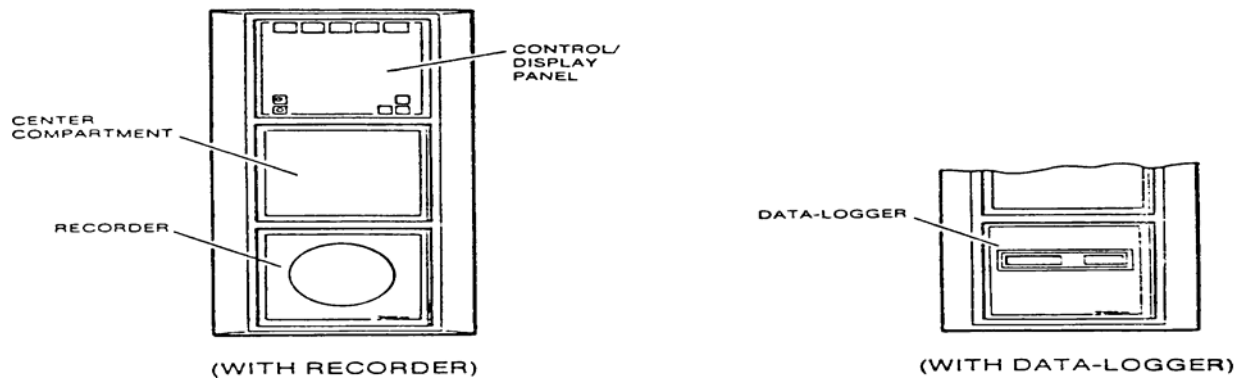 CONTROL/
DISPLAY
PANEL
CENTER
COMPARTMENT
RECORDER
(WITH RECORDER)
DATA-LOGGER
(WITH DATA-LOGGER)